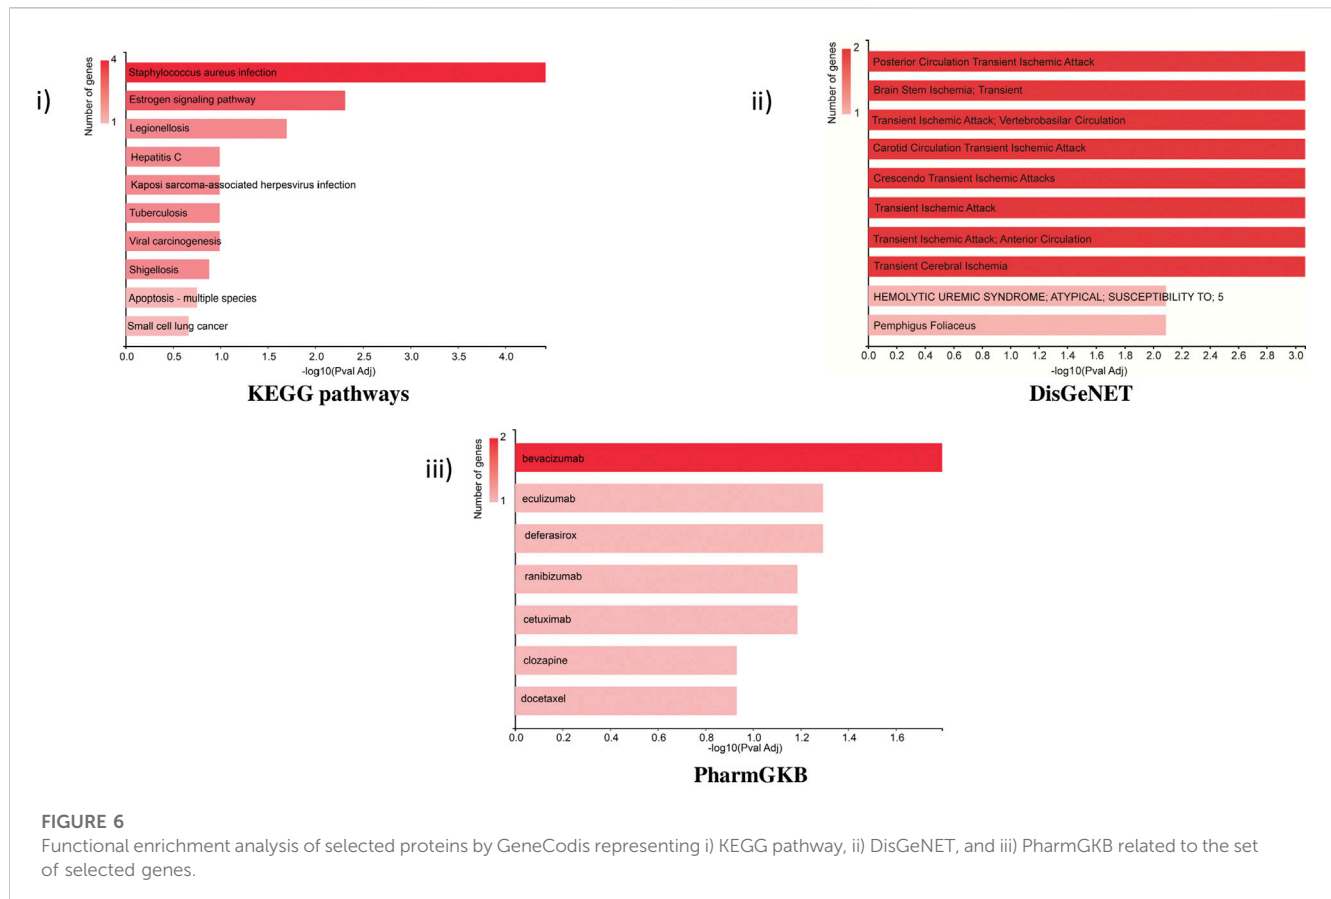 i)
Number of genes
4
1
Staphylococcus aureus infection
Estrogen signaling pathway
Legionellosis
Hepatitis C
Kaposi sarcoma-associated herpesvirus infection
Tuberculosis
Viral carcinogenesis
Shigellosis
Apoptosis - multiple species
Small cell lung cancer
0.0 0.5 1.0 1.5 2.0 2.5 3.0 3.5 4.0
-log10(Pval Adj)
KEGG pathways
ii)
Number of genes
2
1
Posterior Circulation Transient Ischemic Attack
Brain Stem Ischemia; Transient
Transient Ischemic Attack; Vertebrobasilar Circulation
Carotid Circulation Transient Ischemic Attack
Crescendo Transient Ischemic Attacks
Transient Ischemic Attack
Transient Ischemic Attack; Anterior Circulation
Transient Cerebral Ischemia
HEMOLYTIC UREMIC SYNDROME; ATYPICAL; SUSCEPTIBILITY TO; 5
Pemphigus Foliaceus
0.0 0.2 0.4 0.6 0.8 1.0 1.2 1.4 1.6 1.8 2.0 2.2 2.4 2.6 2.8 3.0
-log10(Pval Adj)
DisGeNET
iii)
Number of genes
2
1
bevacizumab
eculizumab
deferasirox
ranibizumab
cetuximab
clozapine
docetaxel
0.0 0.2 0.4 0.6 0.8 1.0 1.2 1.4 1.6
-log10(Pval Adj)
PharmGKB
FIGURE 6
Functional enrichment analysis of selected proteins by GeneCodis representing i) KEGG pathway, ii) DisGeNET, and iii) PharmGKB related to the set
of selected genes.